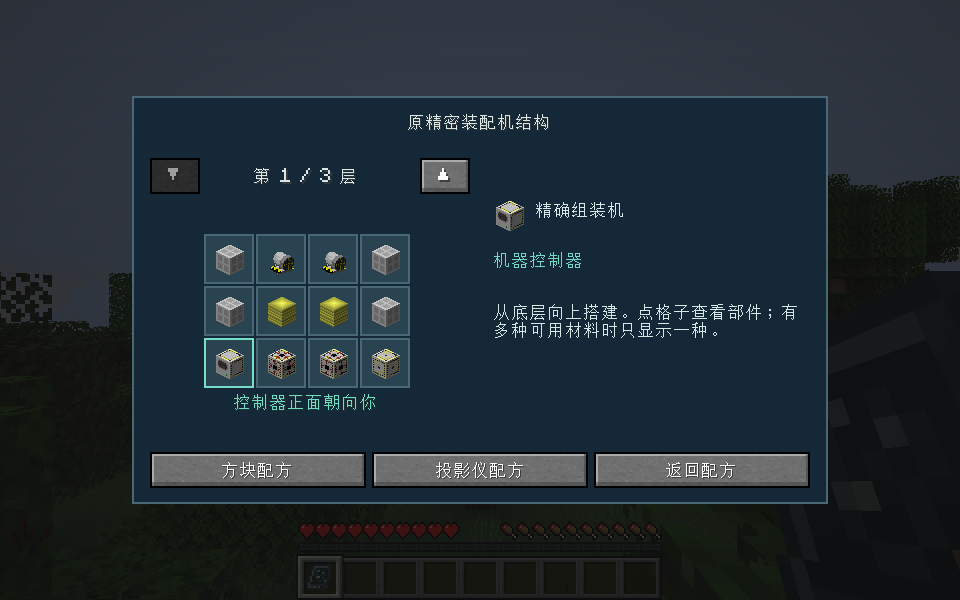 原精密装配机结构
第 1 / 3 层
精确组装机
机器控制器
从底层向上搭建。点格子查看部件；有
多种可用材料时只显示一种。
控制器正面朝向你
方块配方
投影仪配方
返回配方